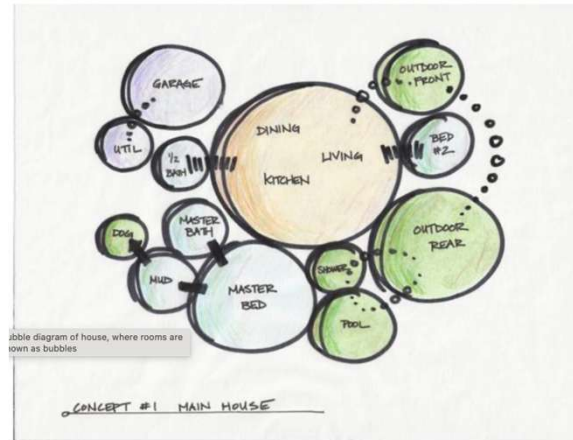 GARAGE
OUTDOOR
FRONT
UTIL
1/2
BATH
DINING
LIVING
KITCHEN
BED
#2
DOG
MASTER
BATH
MUD
MASTER
BED
SHOWER
OUTDOOR
REAR
POOL
ubble diagram of house, where rooms are
own as bubbles
CONCEPT #1 MAIN HOUSE